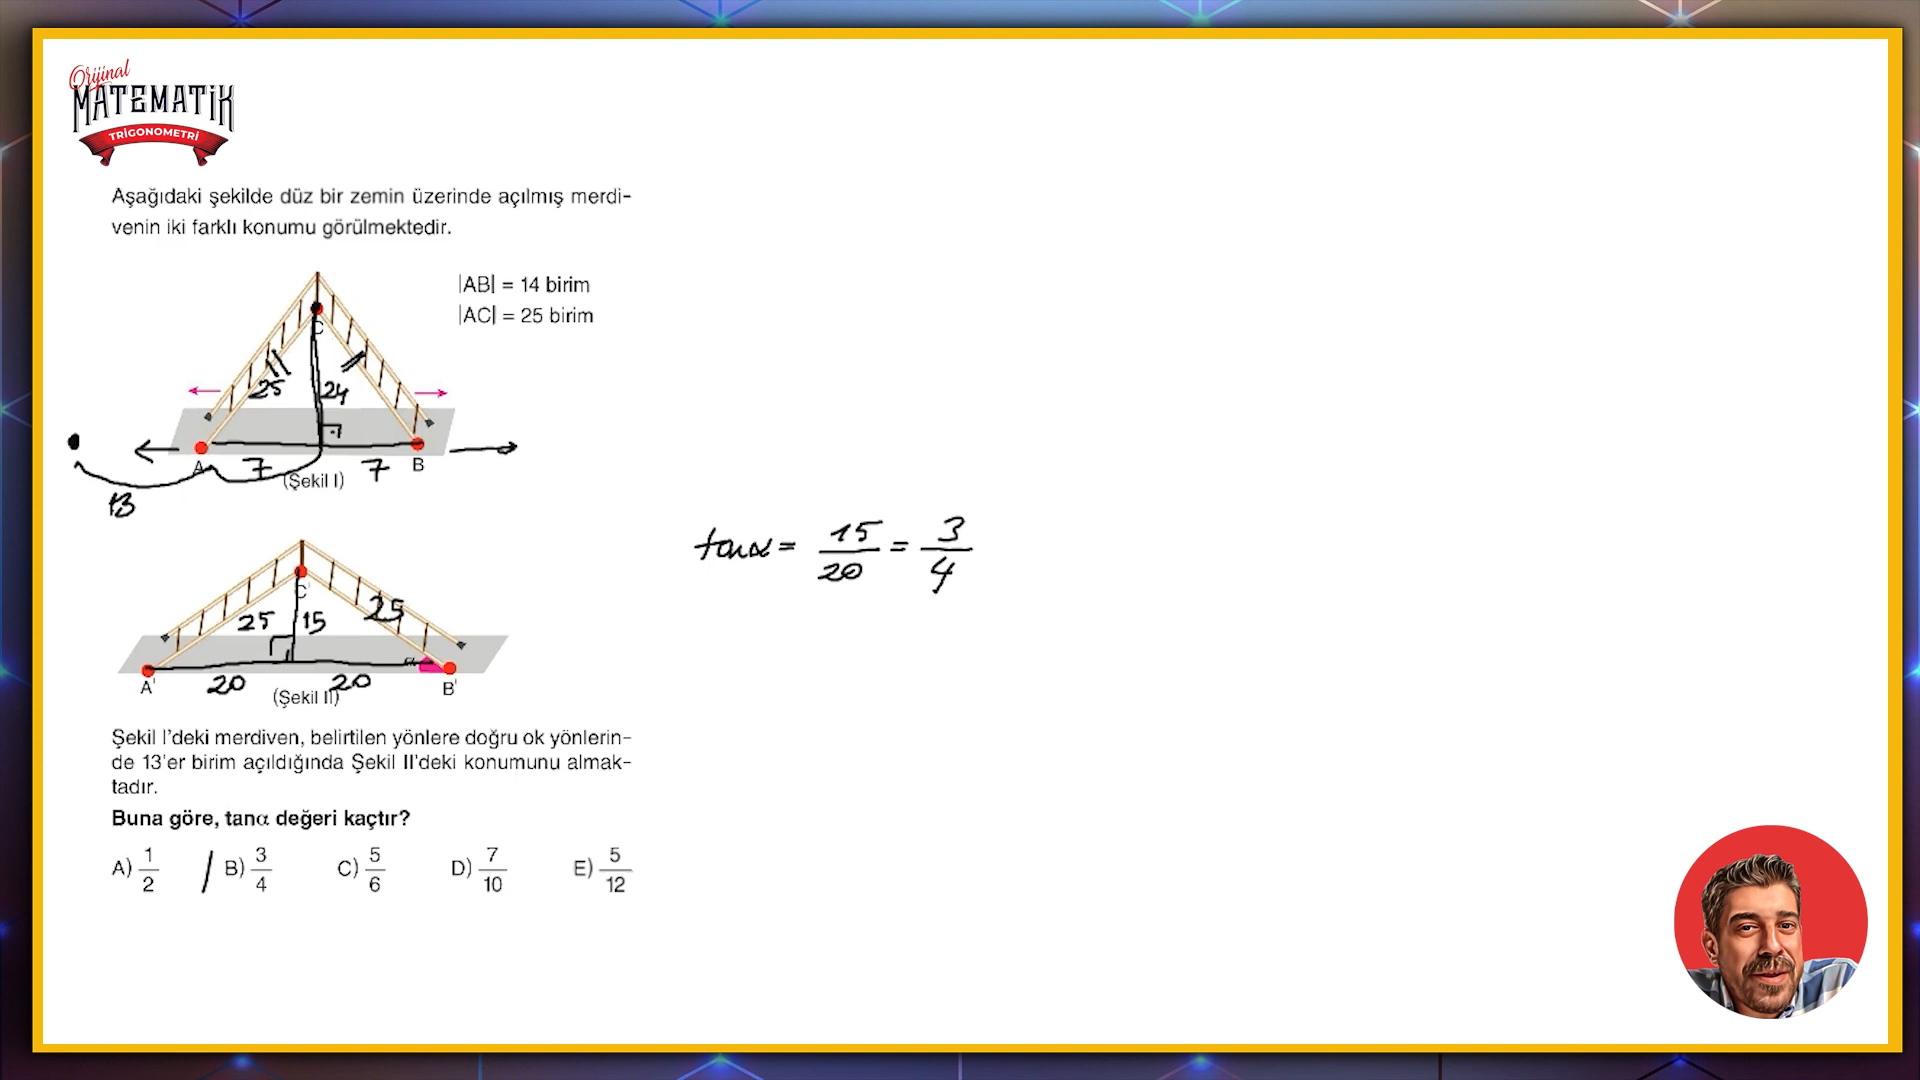 Orijinal
MATEMATİK
TRİGONOMETRİ
Aşağıdaki şekilde düz bir zemin üzerinde açılmış merdi-
venin iki farklı konumu görülmektedir.
|AB| = 14 birim
|AC| = 25 birim
C
25 24
A 7 7 B
(Şekil I)
13
tanα = 15/20 = 3/4
C'
25 15 25
α
A' 20 20 B'
(Şekil II)
Şekil I'deki merdiven, belirtilen yönlere doğru ok yönlerin-
de 13'er birim açıldığında Şekil II'deki konumunu almak-
tadır.
Buna göre, tanα değeri kaçtır?
A) 1/2 B) 3/4 C) 5/6 D) 7/10 E) 5/12